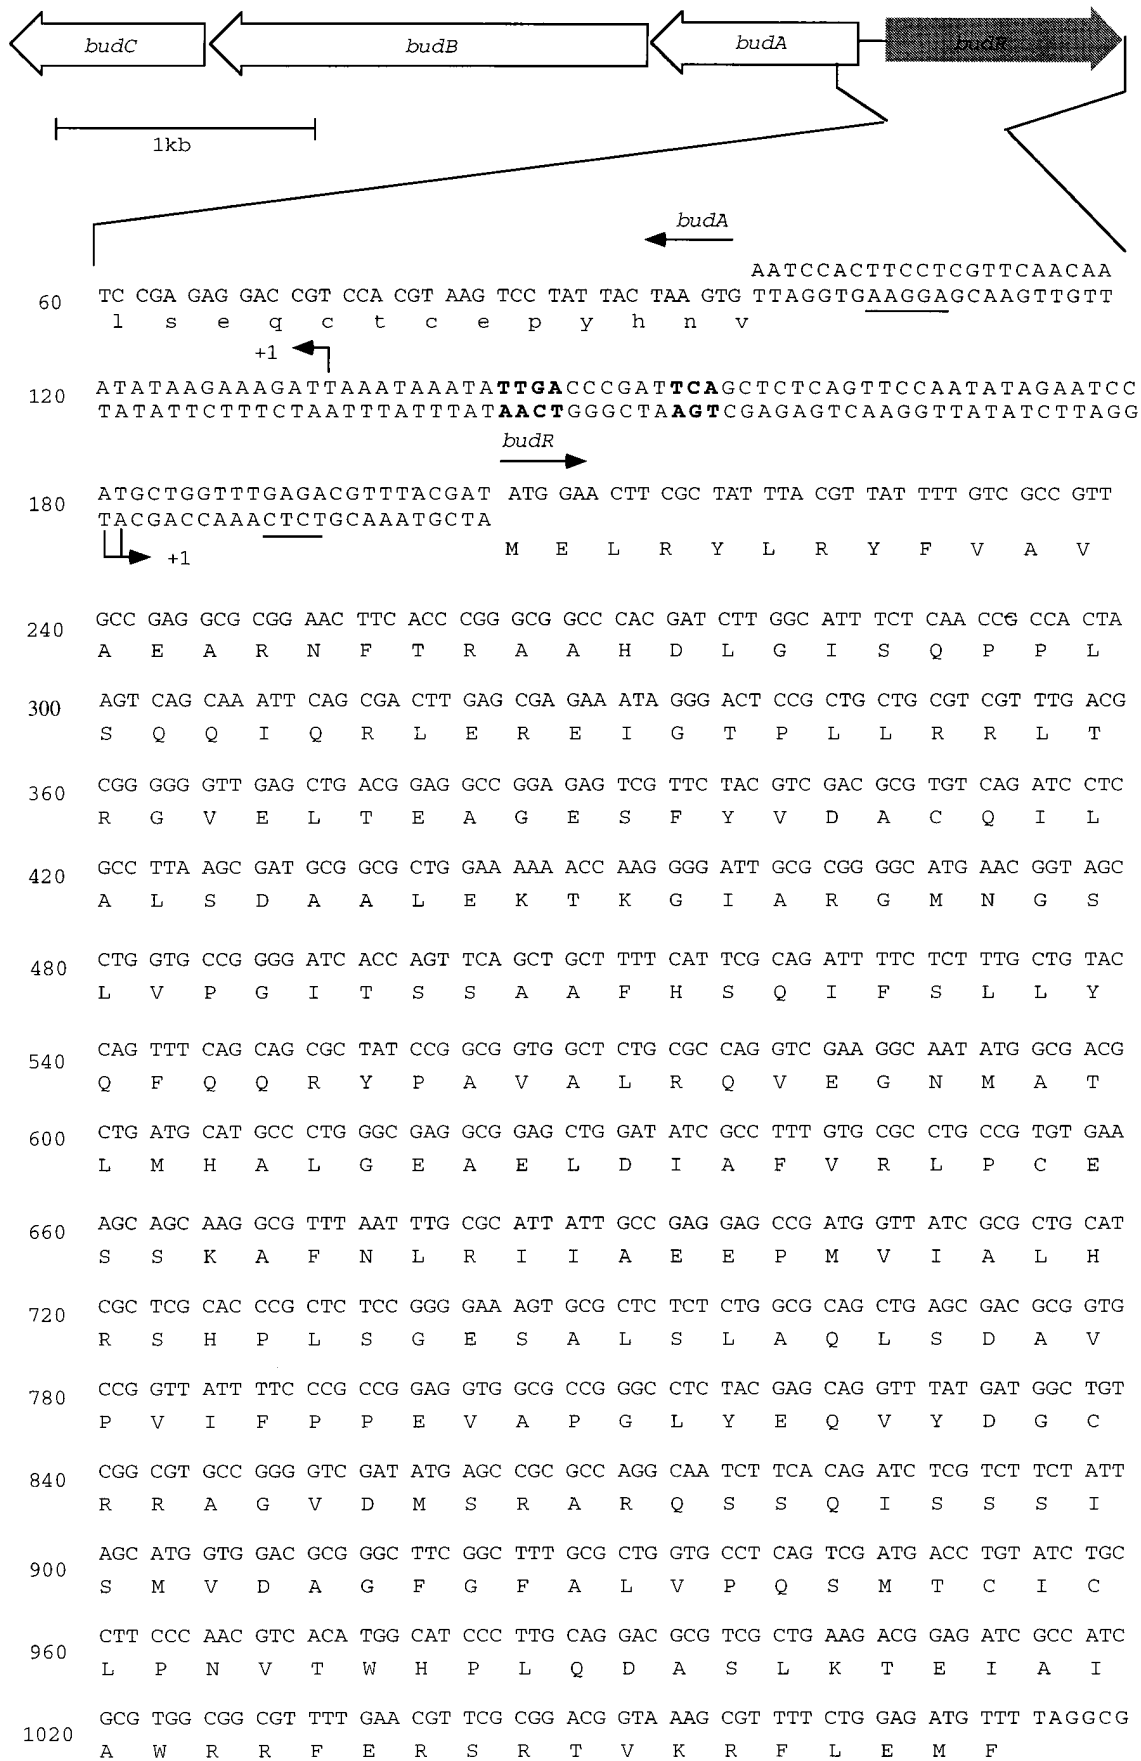 budC budB budA budR
1kb
budA
AATCCACTTCCTCGTTCAACAA
60 TC CGA GAG GAC CGT CCA CGT AAG TCC TAT TAC TAA GTG TTAGGTGAAGGAGCAAGTTGTT
l s e q c t c e p y h n v
+1
120 ATATAAGAAAGATTAAATAAATATTGACCCGATTCAGCTCTCAGTTCCAATATAGAATCC
TATATTCTTTCTAATTTATTTATAACTGGGCTAAGTCGAGAGTCAAGGTTATATCTTAGG
budR
180 ATGCTGGTTTGAGACGTTTACGAT ATG GAA CTT CGC TAT TTA CGT TAT TTT GTC GCC GTT
TACGACCAAACTCTGCAAATGCTA
M E L R Y L R Y F V A V
+1
240 GCC GAG GCG CGG AAC TTC ACC CGG GCG GCC CAC GAT CTT GGC ATT TCT CAA CCG CCA CTA
A E A R N F T R A A H D L G I S Q P P L
300 AGT CAG CAA ATT CAG CGA CTT GAG CGA GAA ATA GGG ACT CCG CTG CTG CGT CGT TTG ACG
S Q Q I Q R L E R E I G T P L L R R L T
360 CGG GGG GTT GAG CTG ACG GAG GCC GGA GAG TCG TTC TAC GTC GAC GCG TGT CAG ATC CTC
R G V E L T E A G E S F Y V D A C Q I L
420 GCC TTA AGC GAT GCG GCG CTG GAA AAA ACC AAG GGG ATT GCG CGG GGC ATG AAC GGT AGC
A L S D A A L E K T K G I A R G M N G S
480 CTG GTG CCG GGG ATC ACC AGT TCA GCT GCT TTT CAT TCG CAG ATT TTC TCT TTG CTG TAC
L V P G I T S S A A F H S Q I F S L L Y
540 CAG TTT CAG CAG CGC TAT CCG GCG GTG GCT CTG CGC CAG GTC GAA GGC AAT ATG GCG ACG
Q F Q Q R Y P A V A L R Q V E G N M A T
600 CTG ATG CAT GCC CTG GGC GAG GCG GAG CTG GAT ATC GCC TTT GTG CGC CTG CCG TGT GAA
L M H A L G E A E L D I A F V R L P C E
660 AGC AGC AAG GCG TTT AAT TTG CGC ATT ATT GCC GAG GAG CCG ATG GTT ATC GCG CTG CAT
S S K A F N L R I I A E E P M V I A L H
720 CGC TCG CAC CCG CTC TCC GGG GAA AGT GCG CTC TCT CTG GCG CAG CTG AGC GAC GCG GTG
R S H P L S G E S A L S L A Q L S D A V
780 CCG GTT ATT TTC CCG CCG GAG GTG GCG CCG GGC CTC TAC GAG CAG GTT TAT GAT GGC TGT
P V I F P P E V A P G L Y E Q V Y D G C
840 CGG CGT GCC GGG GTC GAT ATG AGC CGC GCC AGG CAA TCT TCA CAG ATC TCG TCT TCT ATT
R R A G V D M S R A R Q S S Q I S S S I
900 AGC ATG GTG GAC GCG GGC TTC GGC TTT GCG CTG GTG CCT CAG TCG ATG ACC TGT ATC TGC
S M V D A G F G F A L V P Q S M T C I C
960 CTT CCC AAC GTC ACA TGG CAT CCC TTG CAG GAC GCG TCG CTG AAG ACG GAG ATC GCC ATC
L P N V T W H P L Q D A S L K T E I A I
1020 GCG TGG CGG CGT TTT GAA CGT TCG CGG ACG GTA AAG CGT TTT CTG GAG ATG TTT TAGGCG
A W R R F E R S R T V K R F L E M F